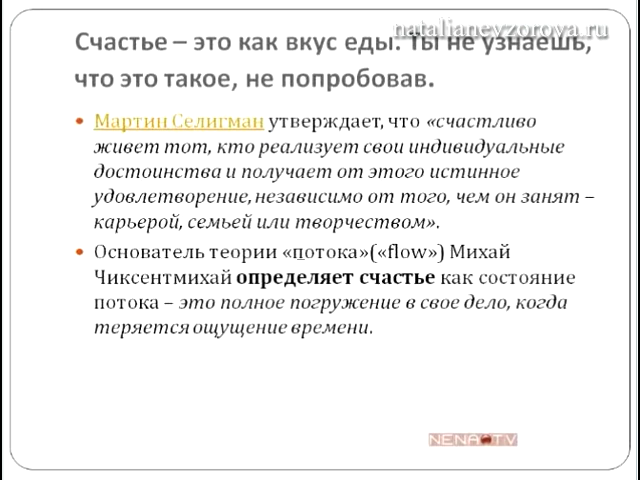 natalianevzorova.ru
Счастье – это как вкус еды. Ты не узнаешь,
что это такое, не попробовав.
Мартин Селигман утверждает, что «счастливо
живет тот, кто реализует свои индивидуальные
достоинства и получает от этого истинное
удовлетворение, независимо от того, чем он занят –
карьерой, семьей или творчеством».
Основатель теории «потока»(«flow») Михай
Чиксентмихай определяет счастье как состояние
потока – это полное погружение в свое дело, когда
теряется ощущение времени.
NENA TV